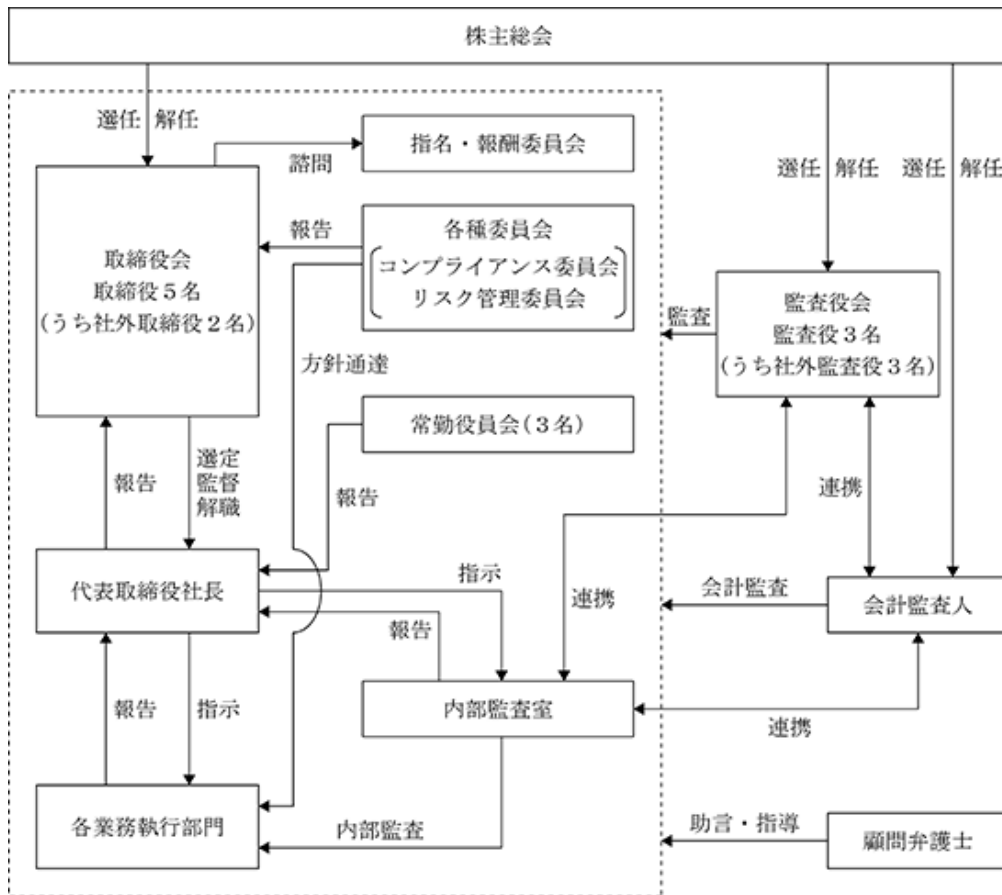 株主総会
選任 解任
諮問
指名・報酬委員会
選任 解任
選任 解任
取締役会
取締役5名
(うち社外取締役2名)
報告
各種委員会
コンプライアンス委員会
リスク管理委員会
監査
監査役会
監査役3名
(うち社外監査役3名)
方針通達
常勤役員会(3名)
報告
選定
監督
解職
報告
連携
代表取締役社長
指示
報告
連携
会計監査
会計監査人
報告
指示
内部監査室
連携
各業務執行部門
内部監査
助言・指導
顧問弁護士